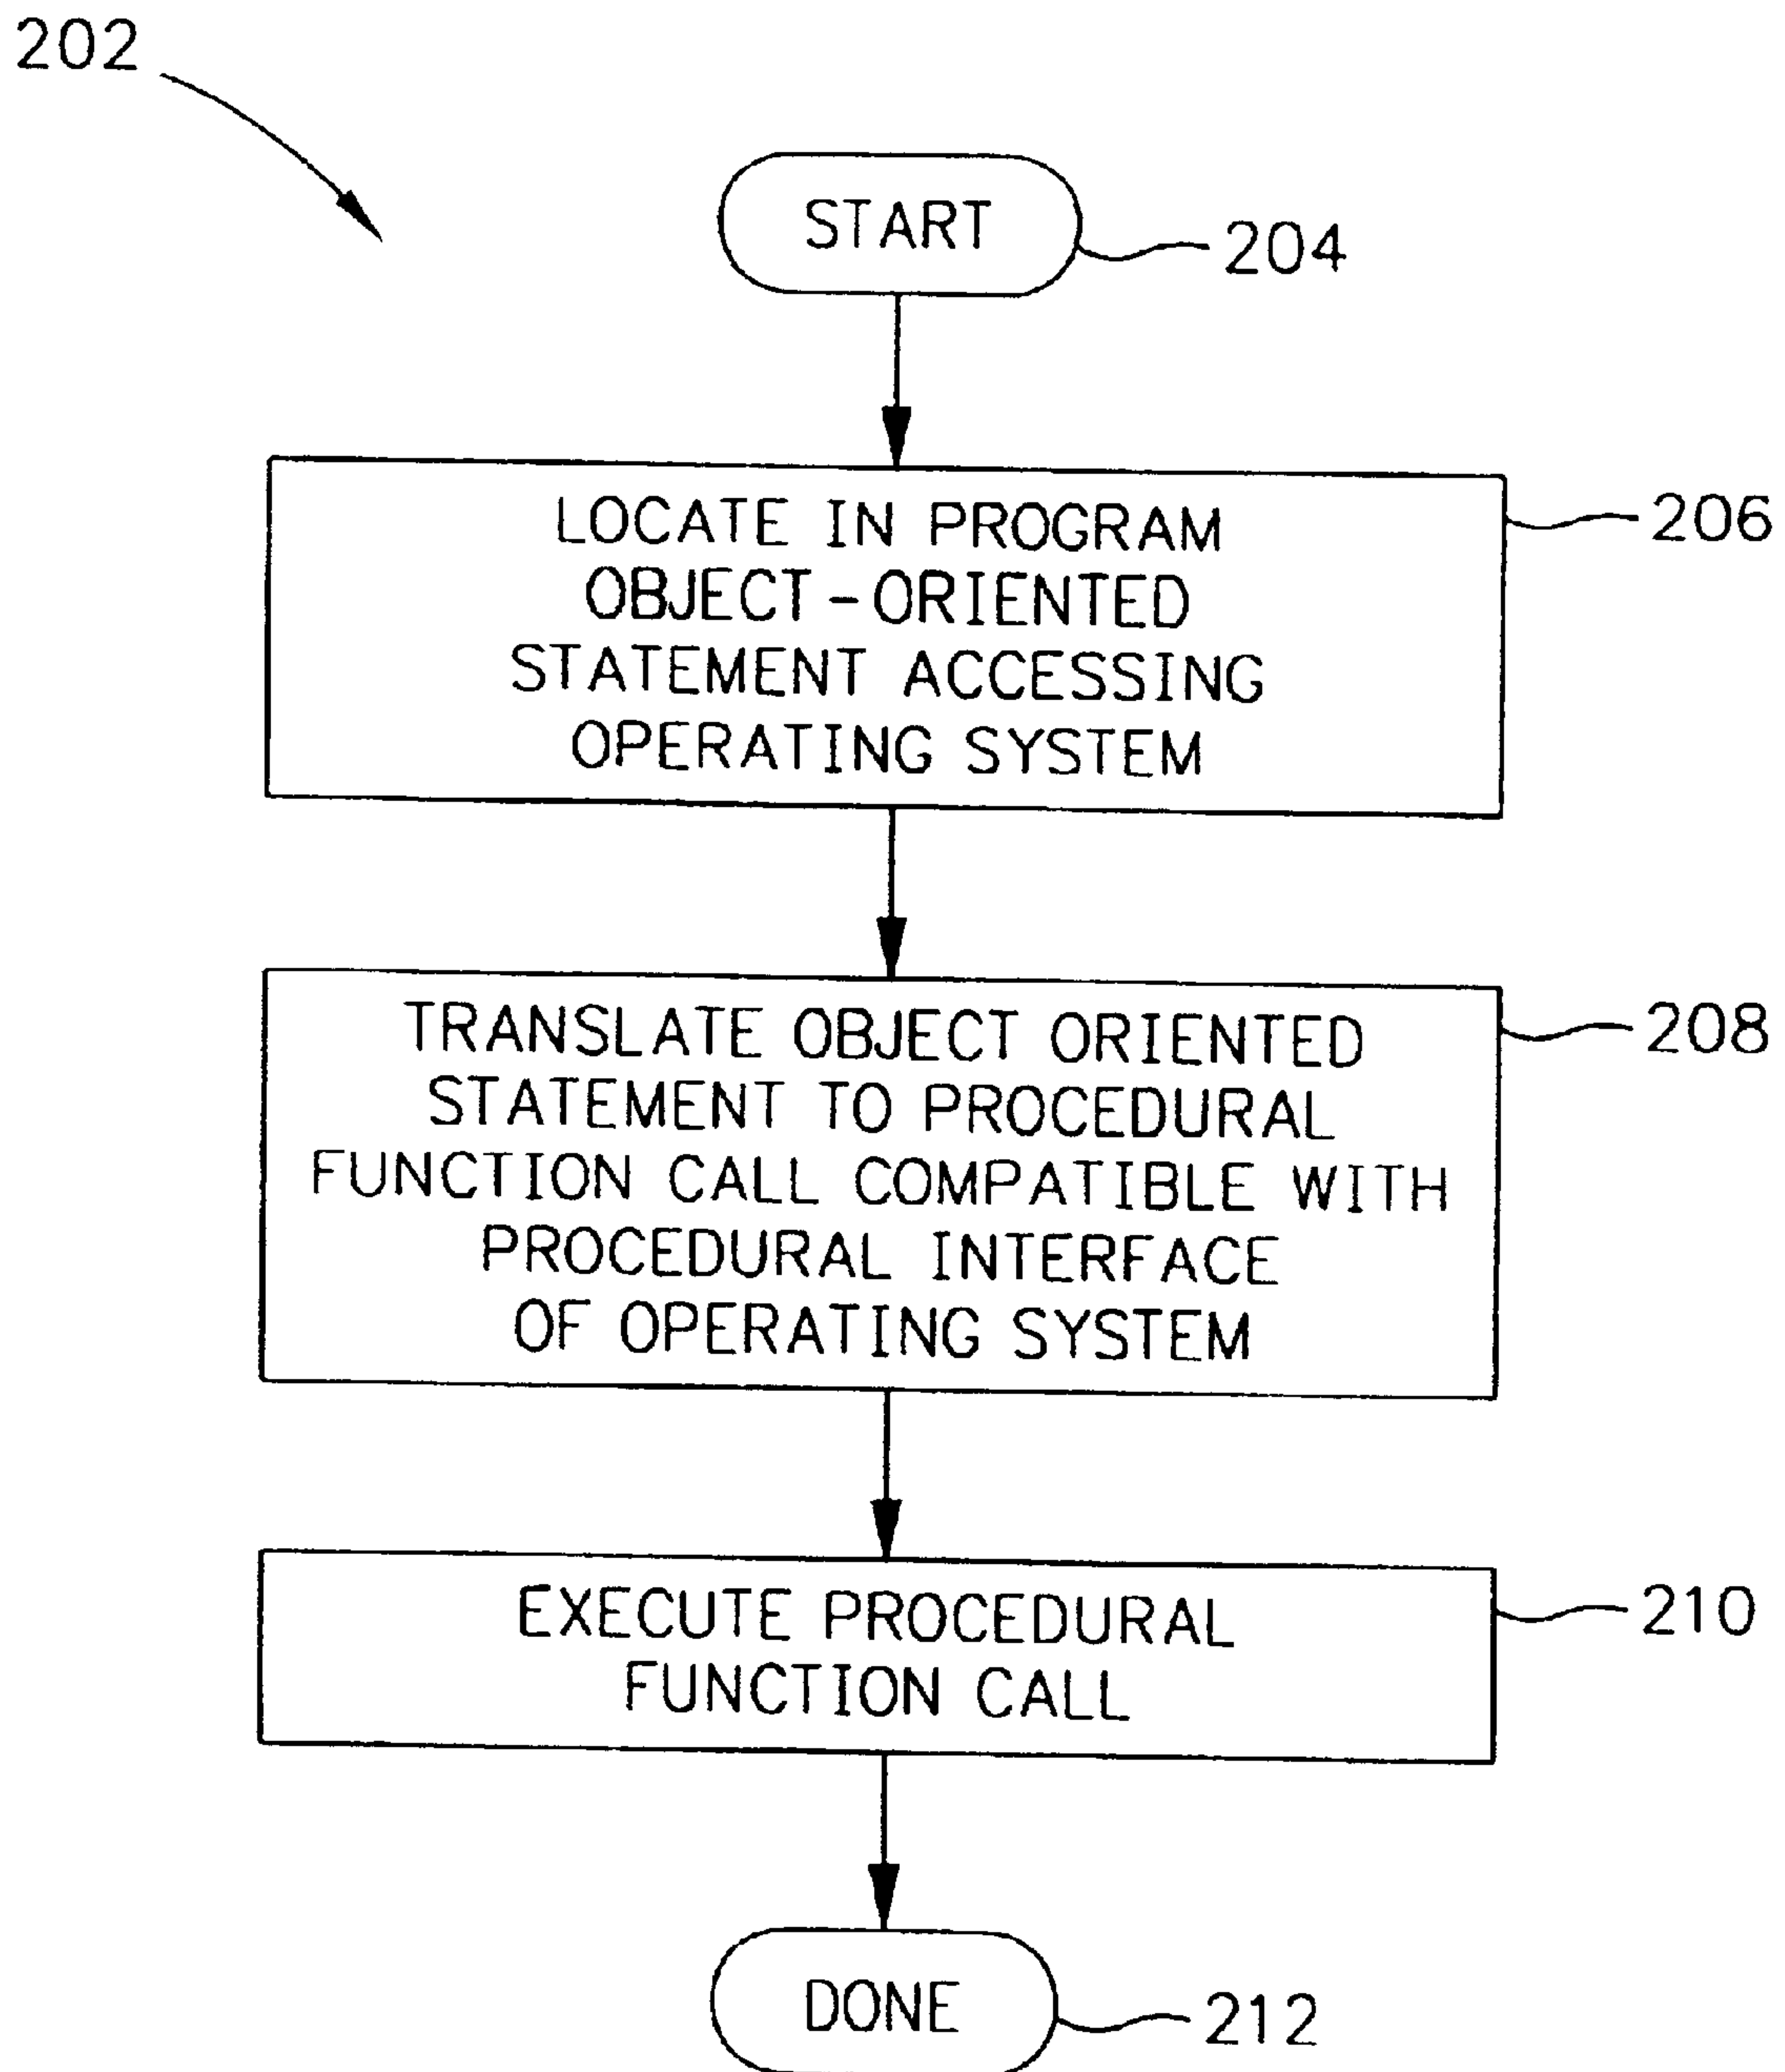 202
START
204
LOCATE IN PROGRAM
OBJECT-ORIENTED
STATEMENT ACCESSING
OPERATING SYSTEM
206
TRANSLATE OBJECT ORIENTED
STATEMENT TO PROCEDURAL
FUNCTION CALL COMPATIBLE WITH
PROCEDURAL INTERFACE
OF OPERATING SYSTEM
208
EXECUTE PROCEDURAL
FUNCTION CALL
210
DONE
212